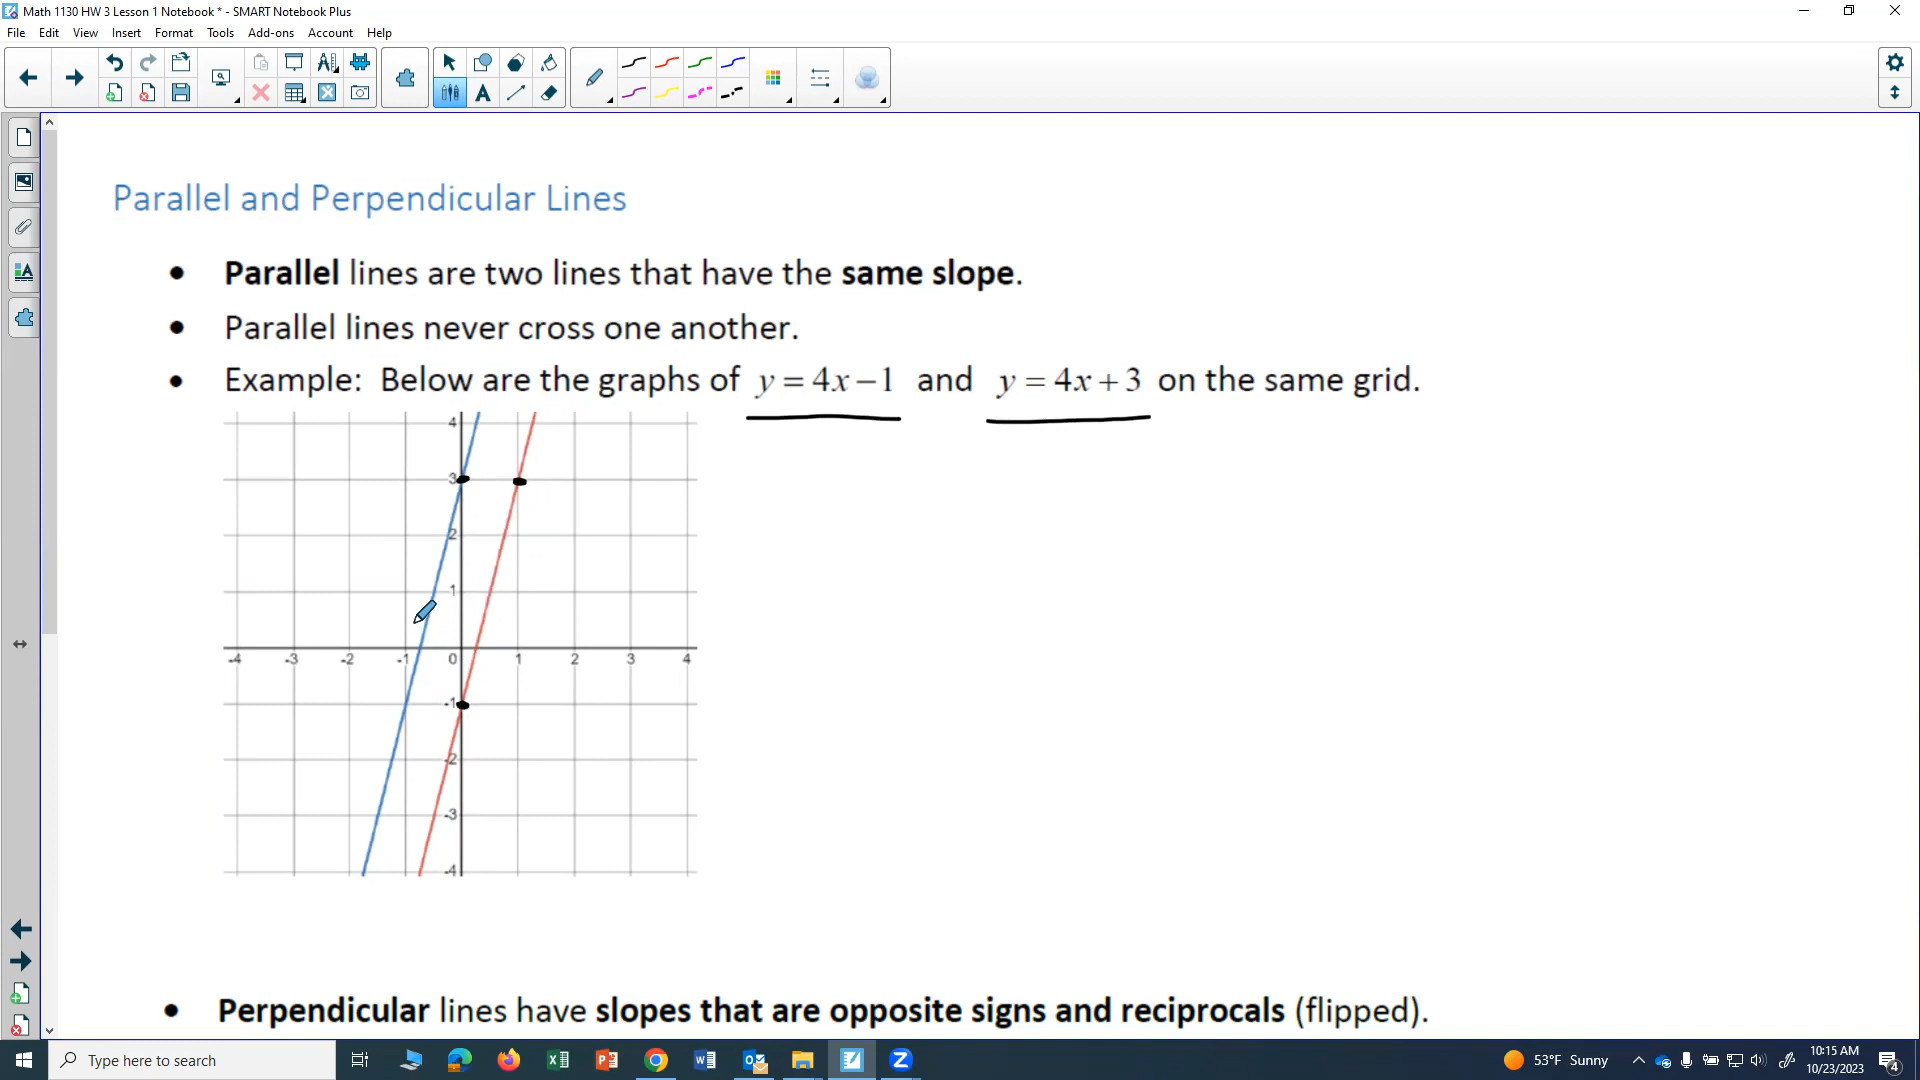 Math 1130 HW 3 Lesson 1 Notebook * - SMART Notebook Plus
File Edit View Insert Format Tools Add-ons Account Help
Parallel and Perpendicular Lines
• Parallel lines are two lines that have the same slope.
• Parallel lines never cross one another.
• Example: Below are the graphs of y = 4x − 1 and y = 4x + 3 on the same grid.
4
3
2
1
-4 -3 -2 -1 0 1 2 3 4
-1
-2
-3
-4
• Perpendicular lines have slopes that are opposite signs and reciprocals (flipped).
Type here to search
53°F Sunny
10:15 AM
10/23/2023
4